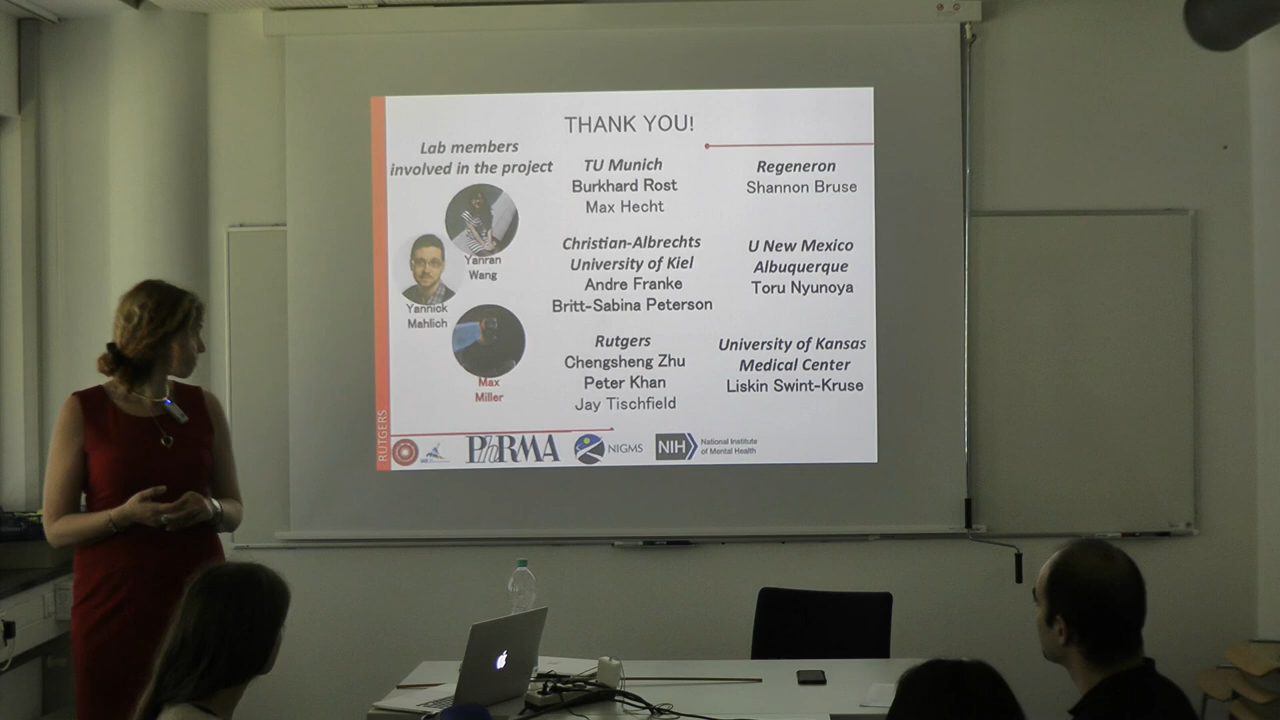 THANK YOU!
Lab members
involved in the project
Yanran
Wang
Yannick
Mahlich
Max
Miller
TU Munich
Burkhard Rost
Max Hecht
Christian-Albrechts
University of Kiel
Andre Franke
Britt-Sabina Peterson
Rutgers
Chengsheng Zhu
Peter Khan
Jay Tischfield
Regeneron
Shannon Bruse
U New Mexico
Albuquerque
Toru Nyunoya
University of Kansas
Medical Center
Liskin Swint-Kruse
RUTGERS
PhRMA
NIGMS
NIH
National Institute
of Mental Health